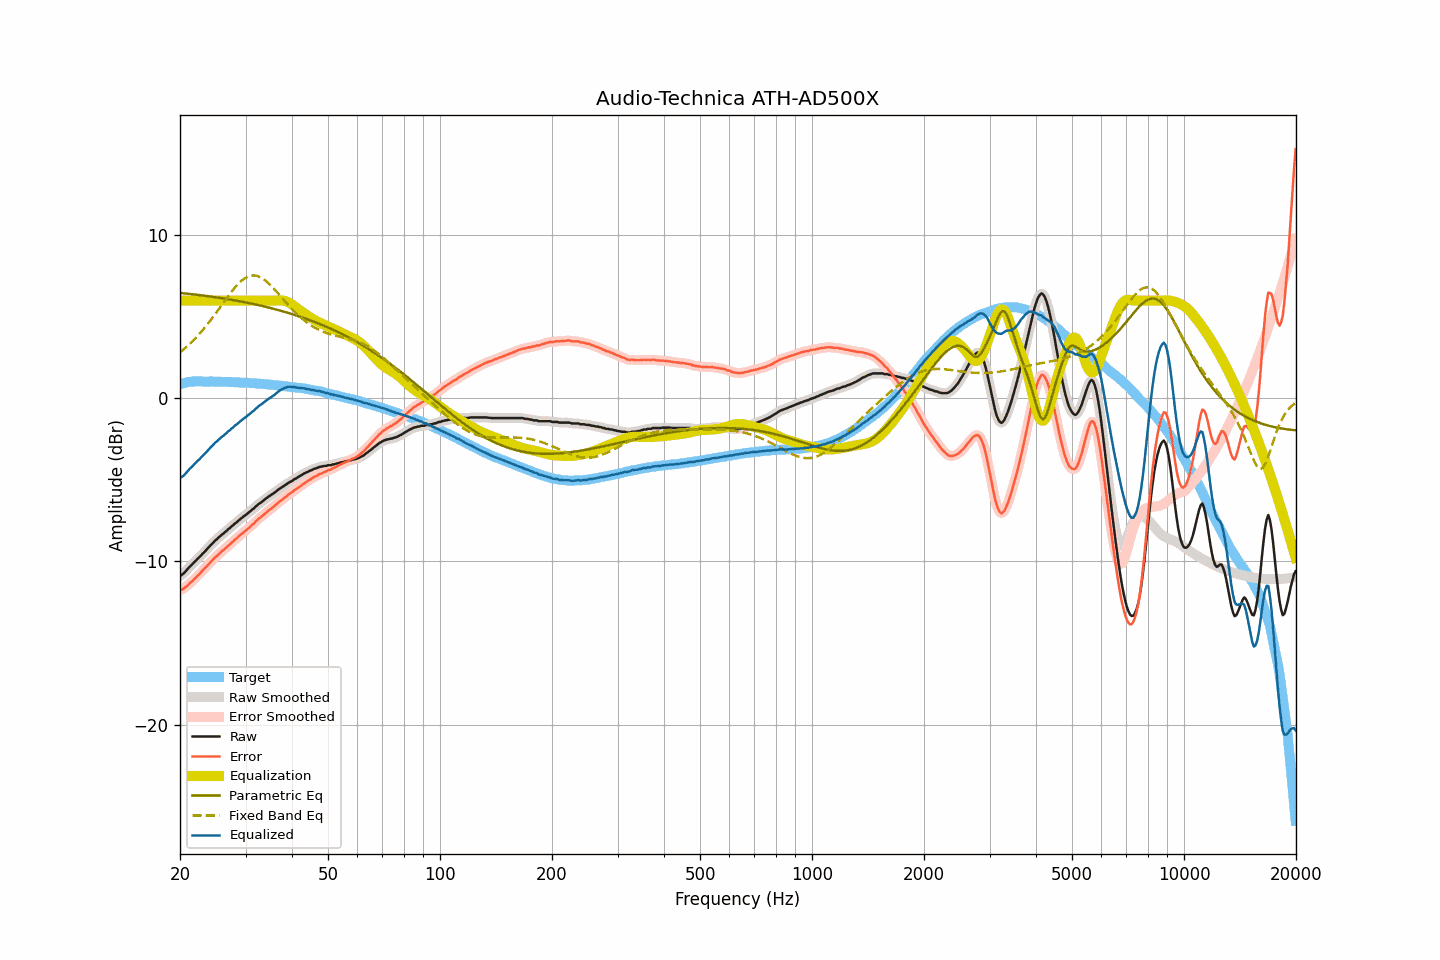 Audio-Technica ATH-AD500X
Amplitude (dBr)
10
0
−10
−20
Target
Raw Smoothed
Error Smoothed
Raw
Error
Equalization
Parametric Eq
Fixed Band Eq
Equalized
20 50 100 200 500 1000 2000 5000 10000 20000
Frequency (Hz)